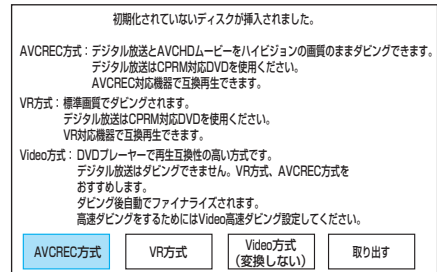 初期化されていないディスクが挿入されました。
AVCREC方式：デジタル放送とAVCHDムービーをハイビジョンの画質のままダビングできます。
デジタル放送はCPRM対応DVDを使用ください。
AVCREC対応機器で互換再生できます。
VR方式：標準画質でダビングされます。
デジタル放送はCPRM対応DVDを使用ください。
VR対応機器で互換再生できます。
Video方式：DVDプレーヤーで再生互換性の高い方式です。
デジタル放送はダビングできません。VR方式、AVCREC方式を
おすすめします。
ダビング後自動でファイナライズされます。
高速ダビングをするためにはVideo高速ダビング設定してください。
AVCREC方式 VR方式 Video方式 取り出す
（変換しない）